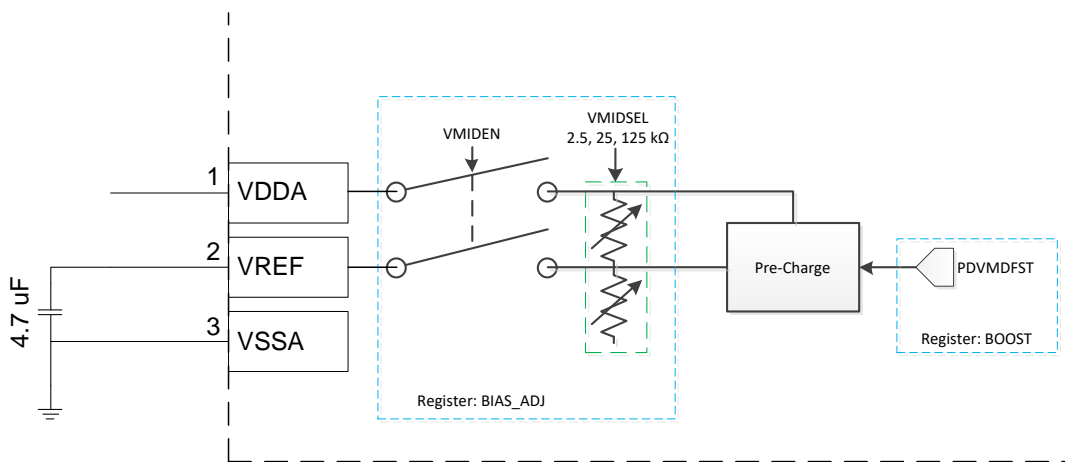 VMIDEN
VMIDSEL
2.5, 25, 125 kΩ
1
VDDA
2
VREF
3
VSSA
4.7 uF
Pre-Charge
PDVMDFST
Register: BOOST
Register: BIAS_ADJ